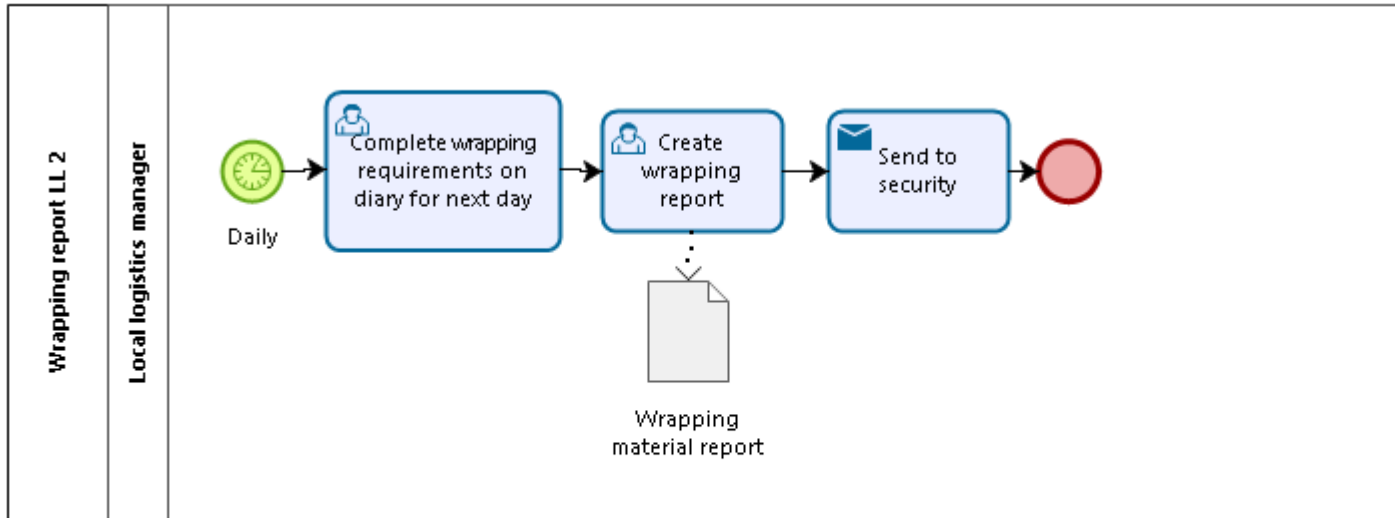 Wrapping report LL 2
Local logistics manager
Daily
Complete wrapping
requirements on
diary for next day
Create
wrapping
report
Send to
security
Wrapping
material report